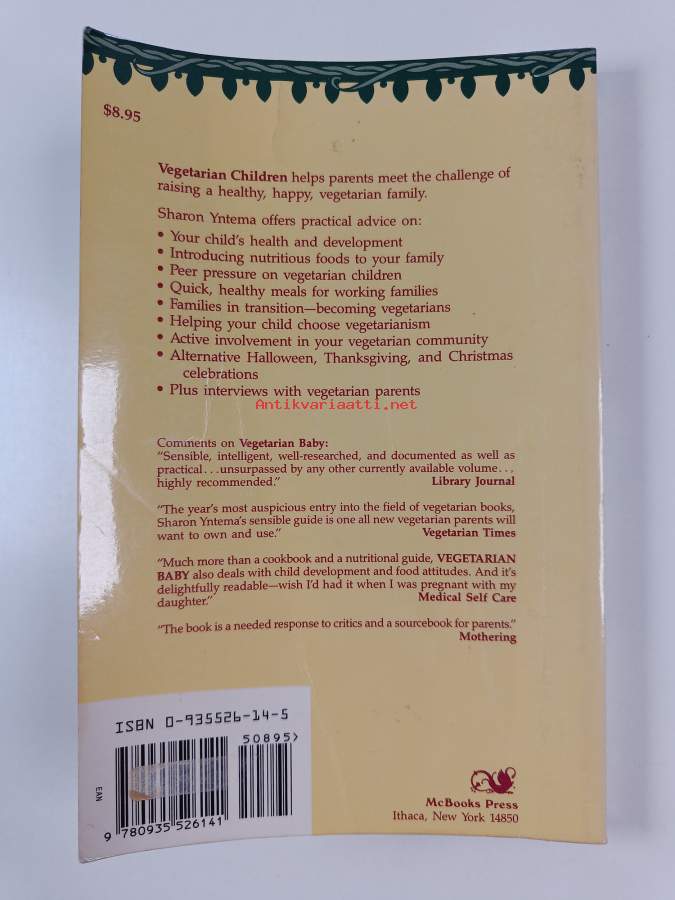 $8.95
Vegetarian Children helps parents meet the challenge of
raising a healthy, happy, vegetarian family.
Sharon Yntema offers practical advice on:
• Your child's health and development
• Introducing nutritious foods to your family
• Peer pressure on vegetarian children
• Quick, healthy meals for working families
• Families in transition—becoming vegetarians
• Helping your child choose vegetarianism
• Active involvement in your vegetarian community
• Alternative Halloween, Thanksgiving, and Christmas
celebrations
• Plus interviews with vegetarian parents
Antikvariaatti.net
Comments on Vegetarian Baby:
"Sensible, intelligent, well-researched, and documented as well as
practical...unsurpassed by any other currently available volume...,
highly recommended." Library Journal
"The year's most auspicious entry into the field of vegetarian books,
Sharon Yntema's sensible guide is one all new vegetarian parents will
want to own and use." Vegetarian Times
"Much more than a cookbook and a nutritional guide, VEGETARIAN
BABY also deals with child development and food attitudes. And it's
delightfully readable—wish I'd had it when I was pregnant with my
daughter." Medical Self Care
"The book is a needed response to critics and a sourcebook for parents."
Mothering
ISBN 0-935526-14-5
50895>
EAN
9 780935 526141
McBooks Press
Ithaca, New York 14850